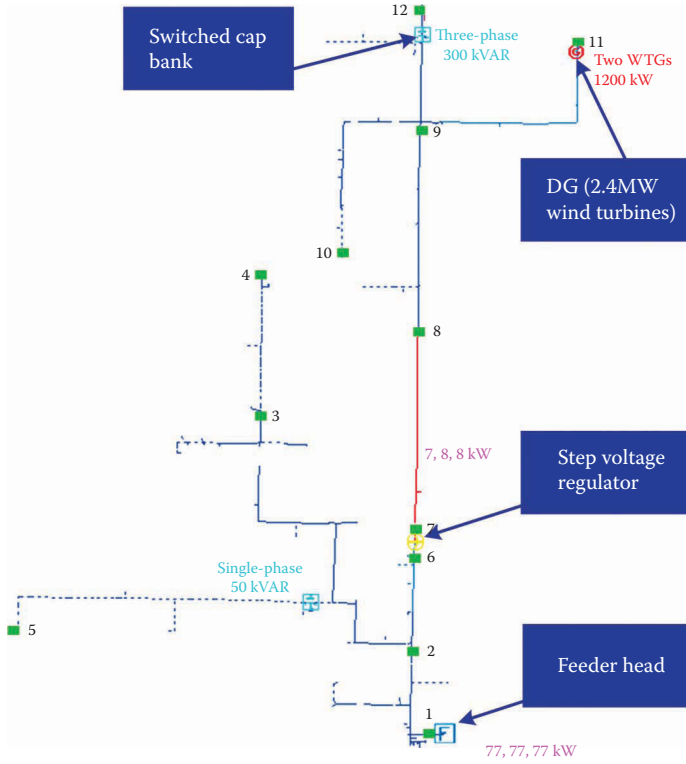 12
Switched cap
bank
Three-phase
300 kVAR
11
Two WTGs
1200 kW
9
DG (2.4MW
wind turbines)
10
4
8
3
7, 8, 8 kW
Step voltage
regulator
7
6
Single-phase
50 kVAR
5
2
Feeder head
1
F
77, 77, 77 kW